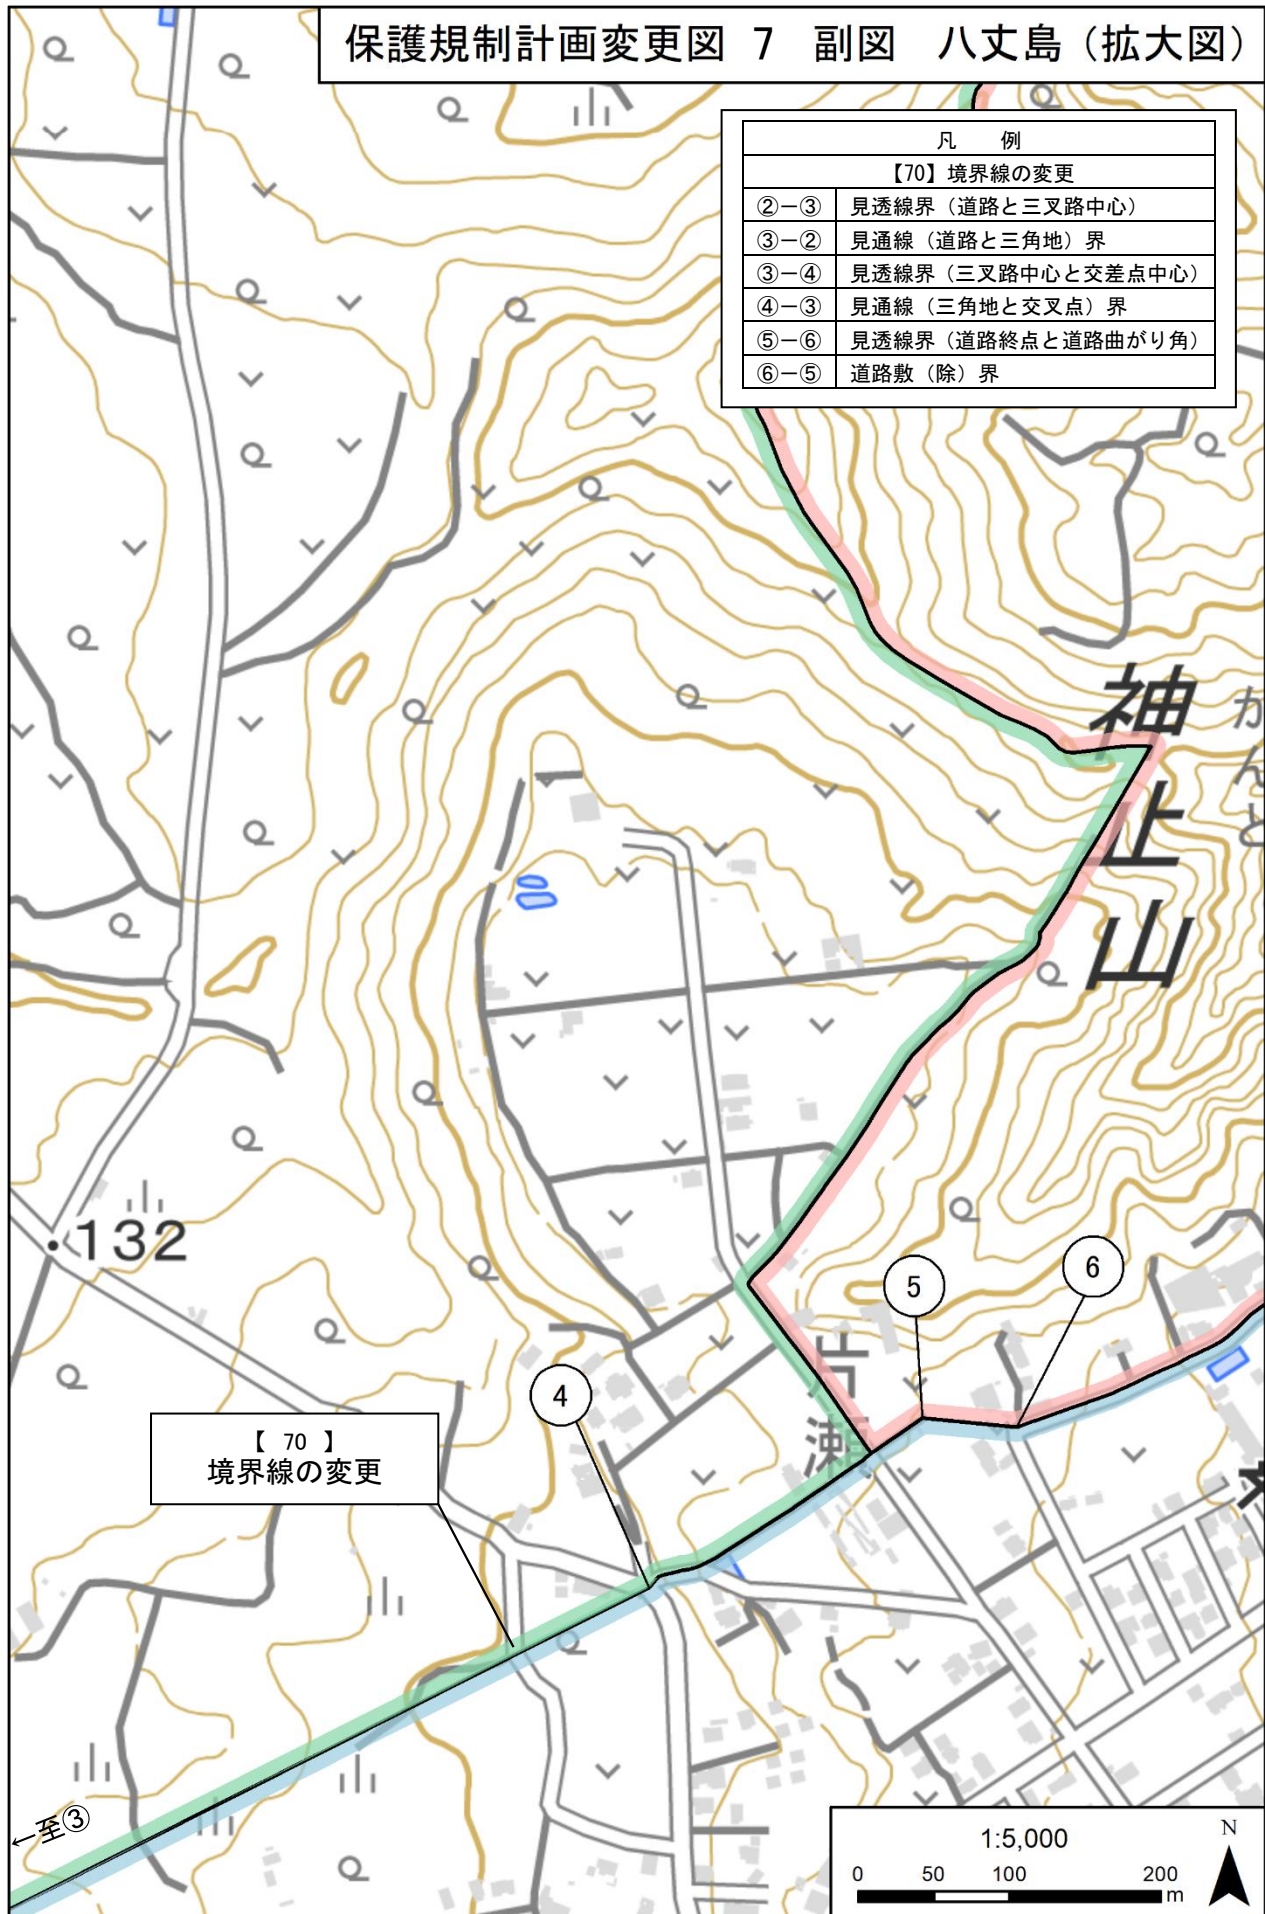 保護規制計画変更図 7 副図 八丈島（拡大図）
凡 例
【70】境界線の変更
②－③ 見透線界（道路と三叉路中心）
③－② 見通線（道路と三角地）界
③－④ 見透線界（三叉路中心と交差点中心）
④－③ 見通線（三角地と交叉点）界
⑤－⑥ 見透線界（道路終点と道路曲がり角）
⑥－⑤ 道路敷（除）界
神止山
かんど
132
5
6
片瀬
4
【 70 】
境界線の変更
←至③
1:5,000
N
0 50 100 200
m